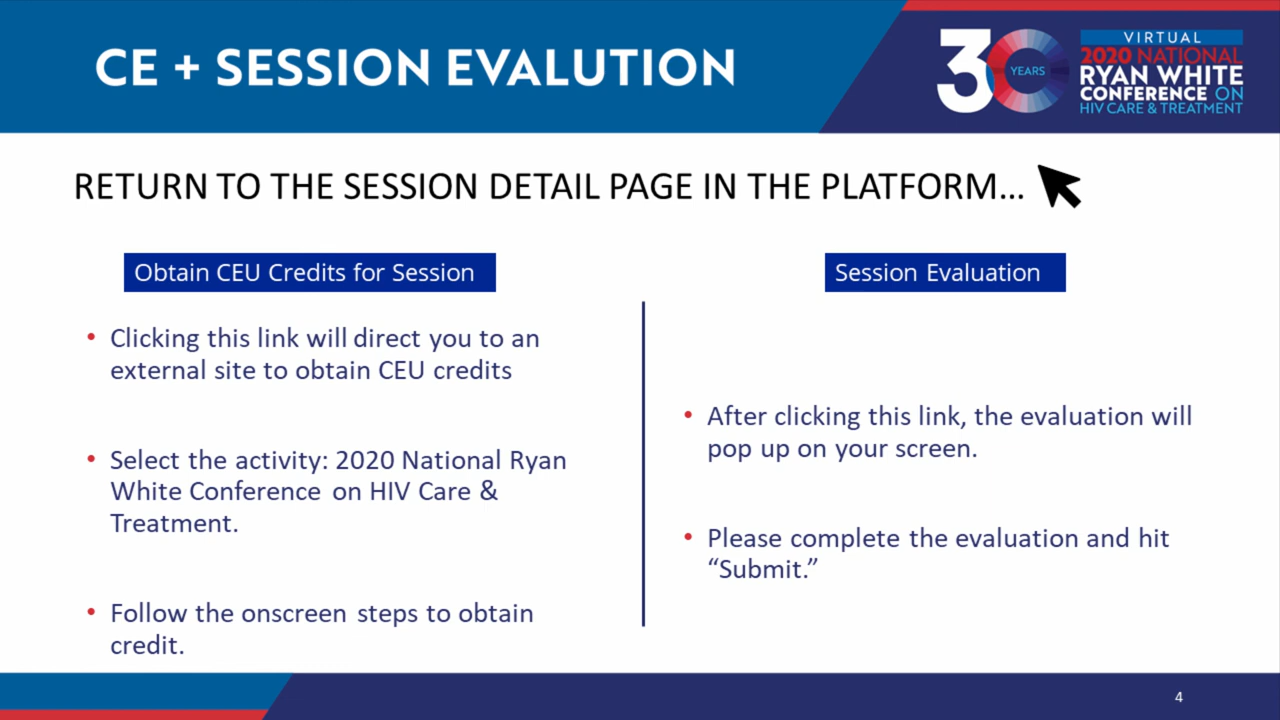 CE + SESSION EVALUTION
30
YEARS
VIRTUAL
2020 NATIONAL
RYAN WHITE
CONFERENCE ON
HIV CARE & TREATMENT
RETURN TO THE SESSION DETAIL PAGE IN THE PLATFORM...
Obtain CEU Credits for Session
• Clicking this link will direct you to an
external site to obtain CEU credits
• Select the activity: 2020 National Ryan
White Conference on HIV Care &
Treatment.
• Follow the onscreen steps to obtain
credit.
Session Evaluation
• After clicking this link, the evaluation will
pop up on your screen.
• Please complete the evaluation and hit
“Submit.”
4